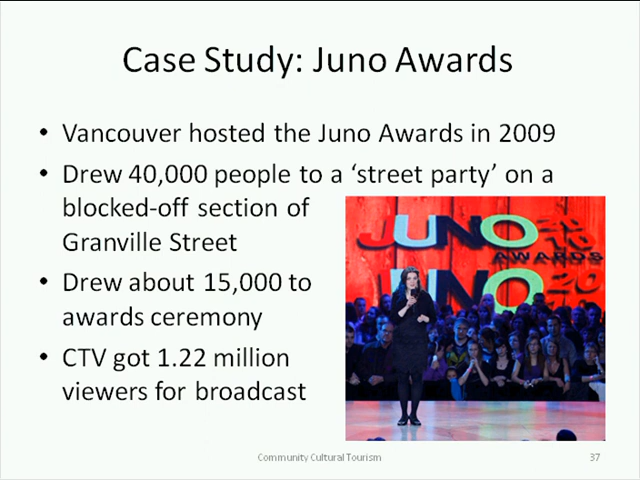 Case Study: Juno Awards
• Vancouver hosted the Juno Awards in 2009
• Drew 40,000 people to a ‘street party’ on a
blocked-off section of
Granville Street
• Drew about 15,000 to
awards ceremony
• CTV got 1.22 million
viewers for broadcast
JUNO 2010
AWARDS
JUNO 20
Community Cultural Tourism
37